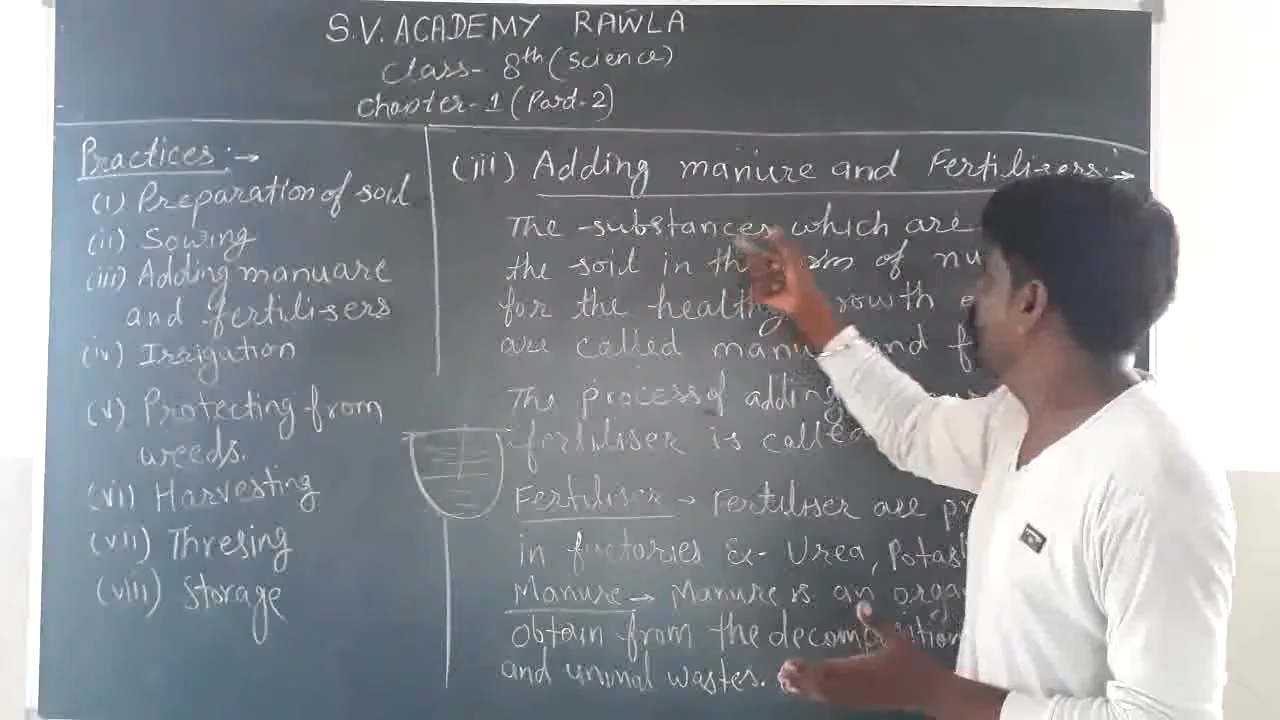 S.V. ACADEMY RAWLA
Class- 8th (Science)
Chapter-1 (Part-2)
Practices :→
(i) Preparation of soil
(ii) Sowing
(iii) Adding manuare
and fertilisers
(iv) Irrigation
(v) Protecting from
weeds.
(vi) Harvesting
(vii) Thresing
(viii) Storage
(iii) Adding manure and Fertilisers :→
The substances which are
the soil in the of
for the healthy
are called and
The process of adding
fertiliser is called
Fertiliser → Fertiliser are
in factories Ex- Urea,
Manure → Manure is an
Obtain from the
and animal wastes.